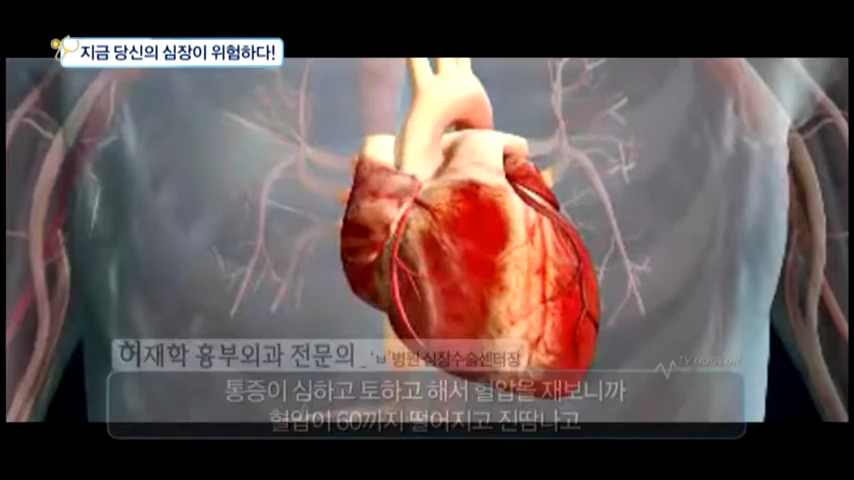 지금 당신의 심장이 위험하다!
허재학 흉부외과 전문의_'ㅂ'병원 심장수술센터장
통증이 심하고 토하고 해서 혈압을 재보니까
혈압이 60까지 떨어지고 진땀나고